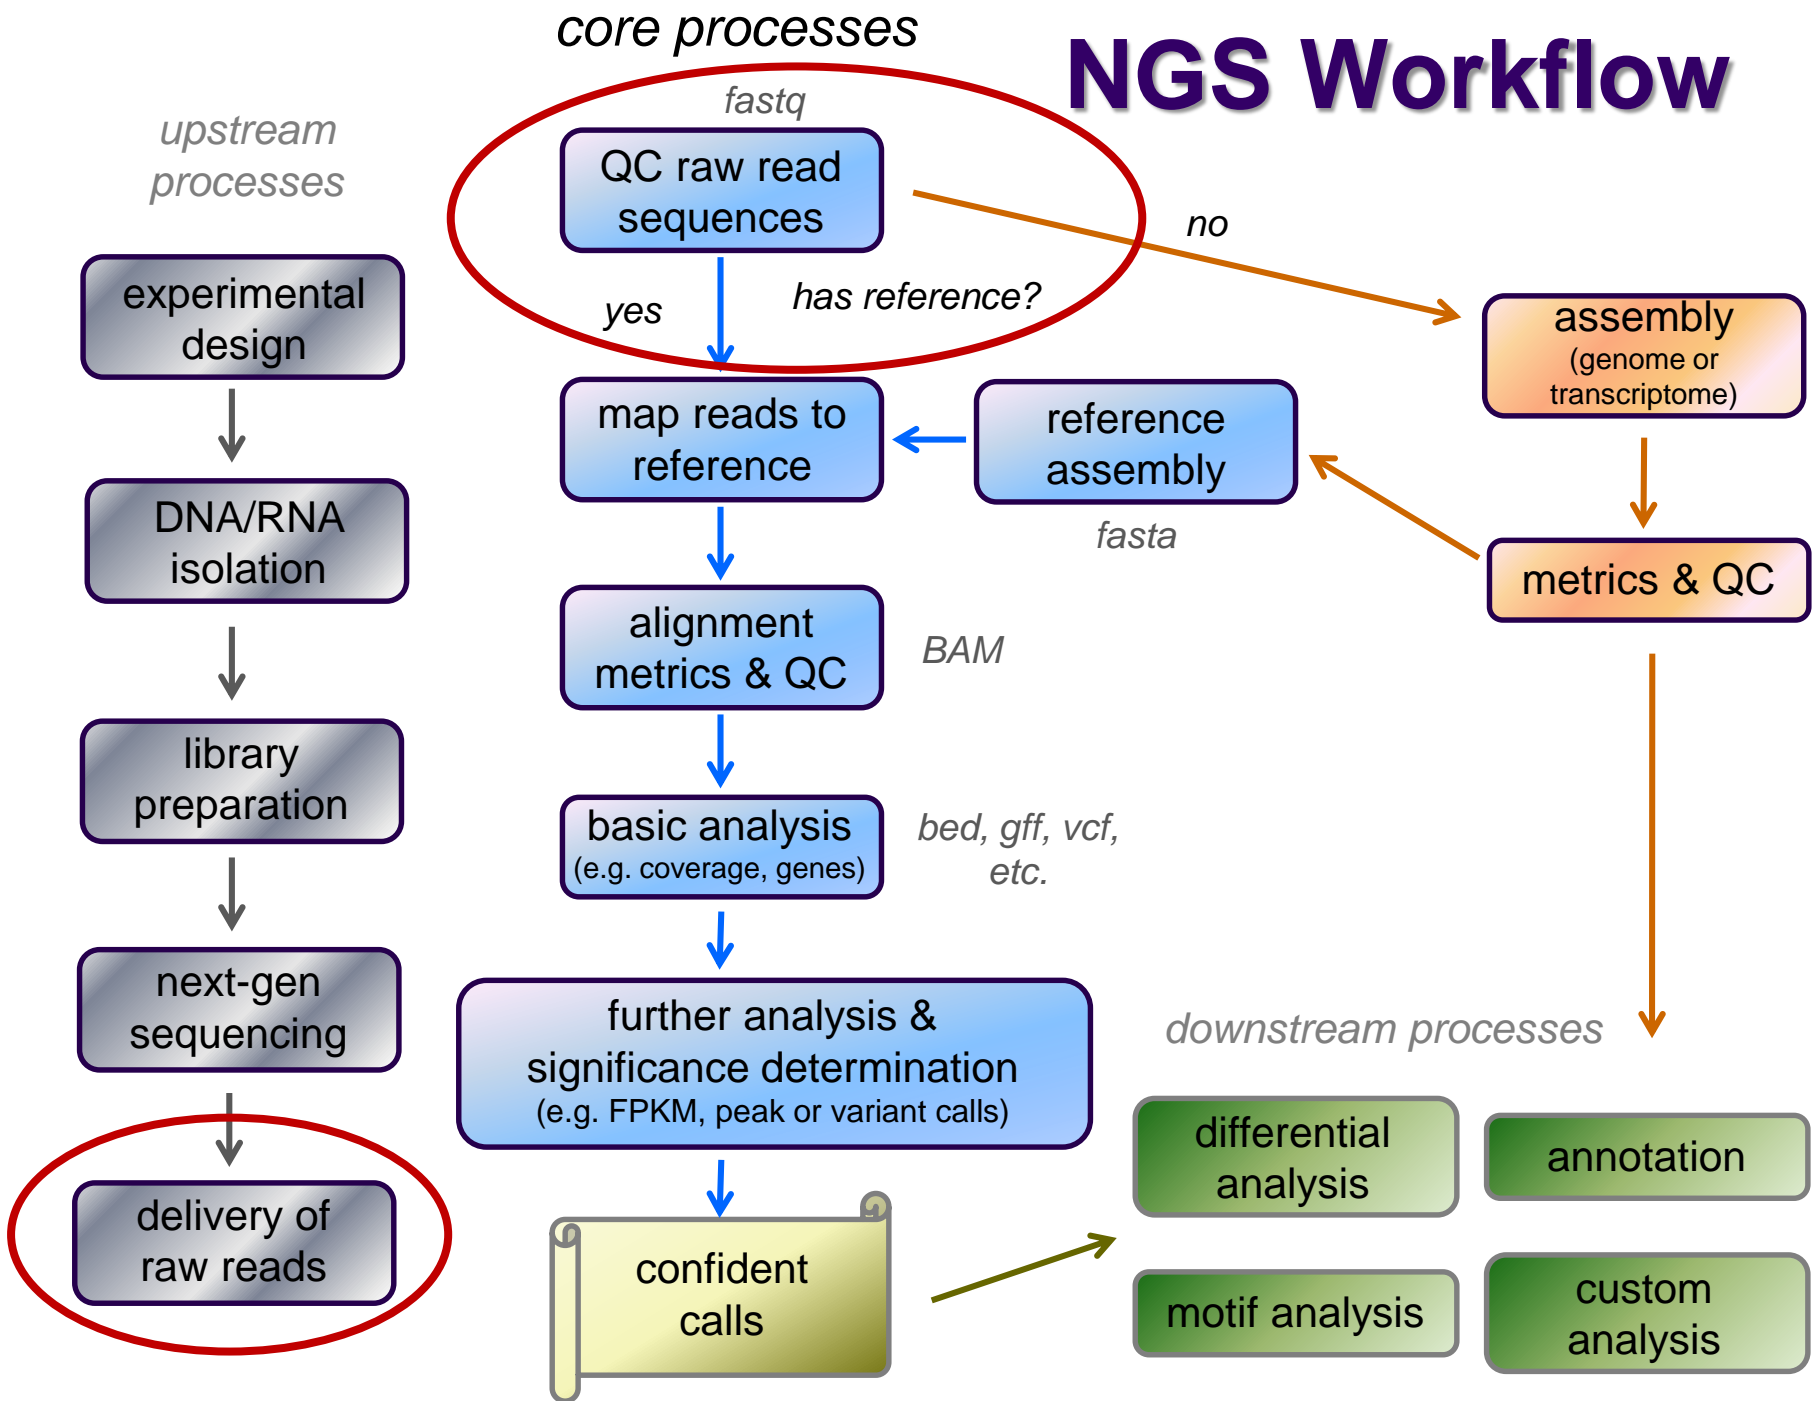 core processes
NGS Workflow
upstream
processes
experimental
design
DNA/RNA
isolation
library
preparation
next-gen
sequencing
delivery of
raw reads
fastq
QC raw read
sequences
yes
has reference?
no
map reads to
reference
reference
assembly
fasta
assembly
(genome or
transcriptome)
metrics & QC
alignment
metrics & QC
BAM
basic analysis
(e.g. coverage, genes)
bed, gff, vcf,
etc.
further analysis &
significance determination
(e.g. FPKM, peak or variant calls)
confident
calls
downstream processes
differential
analysis
annotation
motif analysis
custom
analysis